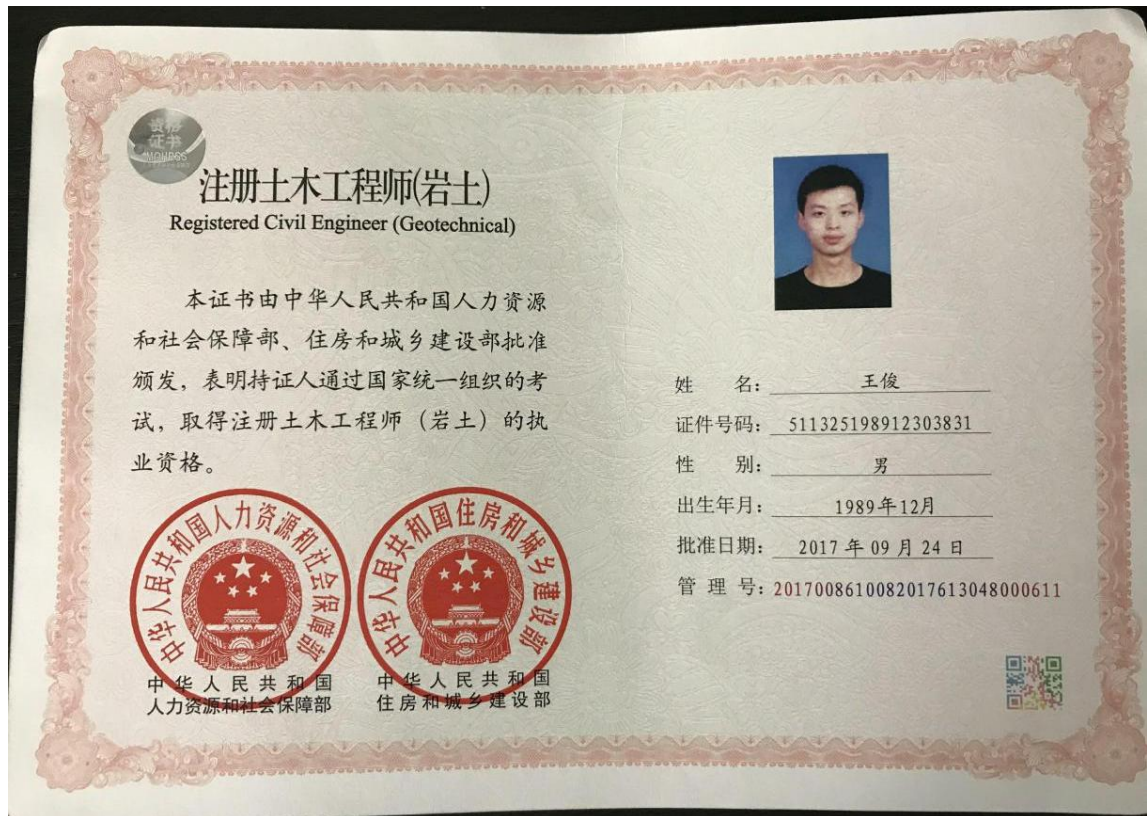 资格
证书
MOHRSS
注册土木工程师(岩土)
Registered Civil Engineer (Geotechnical)
本证书由中华人民共和国人力资源
和社会保障部、住房和城乡建设部批准
颁发，表明持证人通过国家统一组织的考
试，取得注册土木工程师（岩土）的执
业资格。
中华人民共和国人力资源和社会保障部
中华人民共和国住房和城乡建设部
中华人民共和国
人力资源和社会保障部
中华人民共和国
住房和城乡建设部
姓 名： 王俊
证件号码： 511325198912303831
性 别： 男
出生年月： 1989年12月
批准日期： 2017 年 09 月 24 日
管 理 号： 2017008610082017613048000611